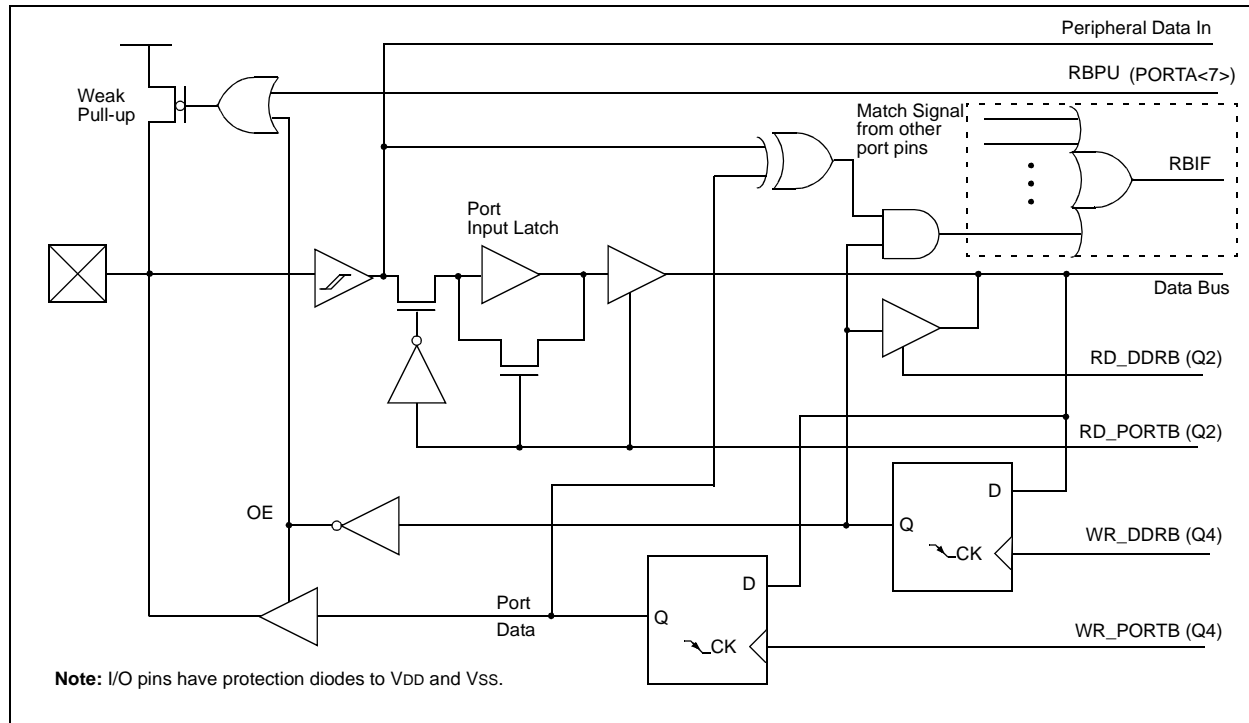 Peripheral Data In
RBPU (PORTA<7>)
Weak
Pull-up
Match Signal
from other
port pins
RBIF
Port
Input Latch
Data Bus
RD_DDRB (Q2)
RD_PORTB (Q2)
D
OE
Q
CK
WR_DDRB (Q4)
D
Port
Data
Q
CK
WR_PORTB (Q4)
Note: I/O pins have protection diodes to VDD and VSS.